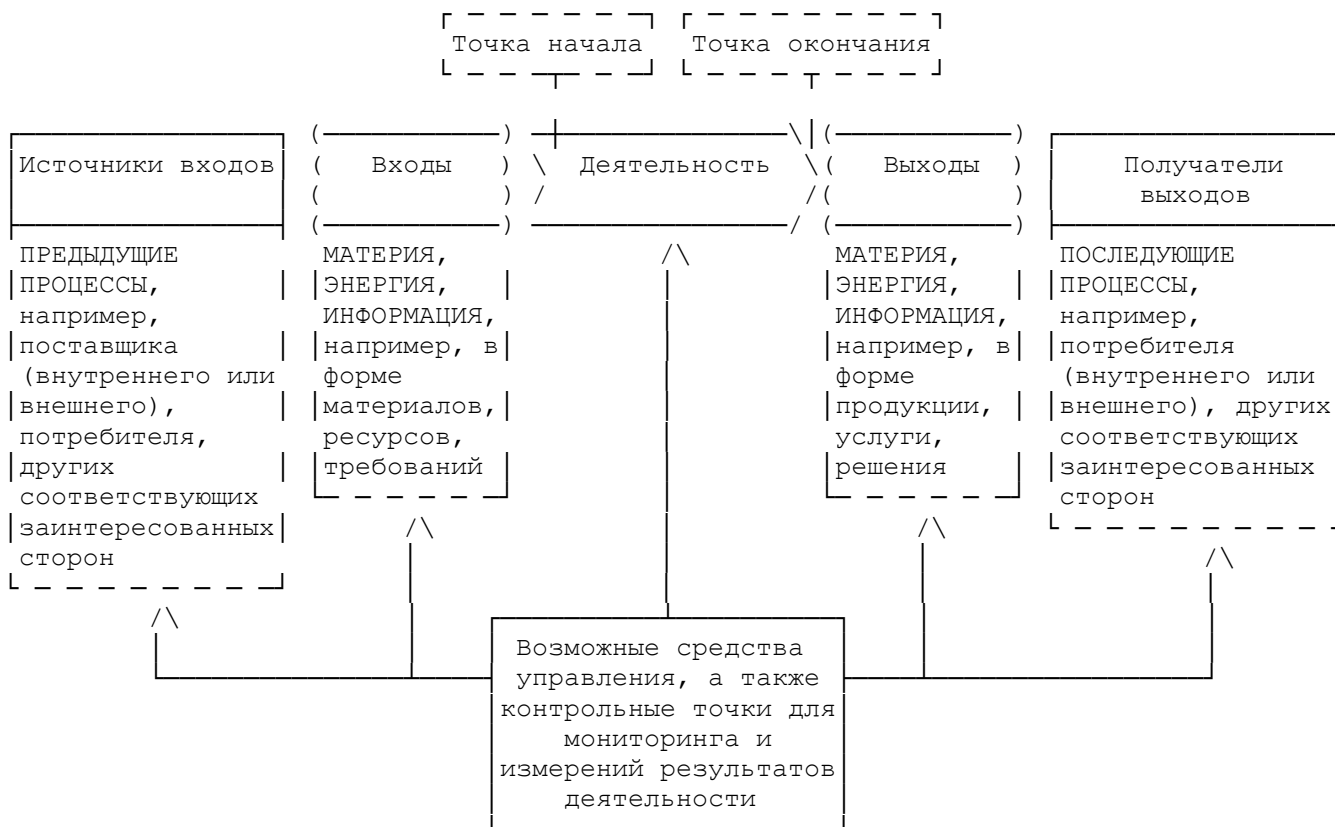 Точка начала
Точка окончания
Источники входов
Входы
Деятельность
Выходы
Получатели
выходов
ПРЕДЫДУЩИЕ
ПРОЦЕССЫ,
например,
поставщика
(внутреннего или
внешнего),
потребителя,
других
соответствующих
заинтересованных
сторон
МАТЕРИЯ,
ЭНЕРГИЯ,
ИНФОРМАЦИЯ,
например, в
форме
материалов,
ресурсов,
требований
МАТЕРИЯ,
ЭНЕРГИЯ,
ИНФОРМАЦИЯ,
например, в
форме
продукции,
услуги,
решения
ПОСЛЕДУЮЩИЕ
ПРОЦЕССЫ,
например,
потребителя
(внутреннего или
внешнего), других
соответствующих
заинтересованных
сторон
Возможные средства
управления, а также
контрольные точки для
мониторинга и
измерений результатов
деятельности